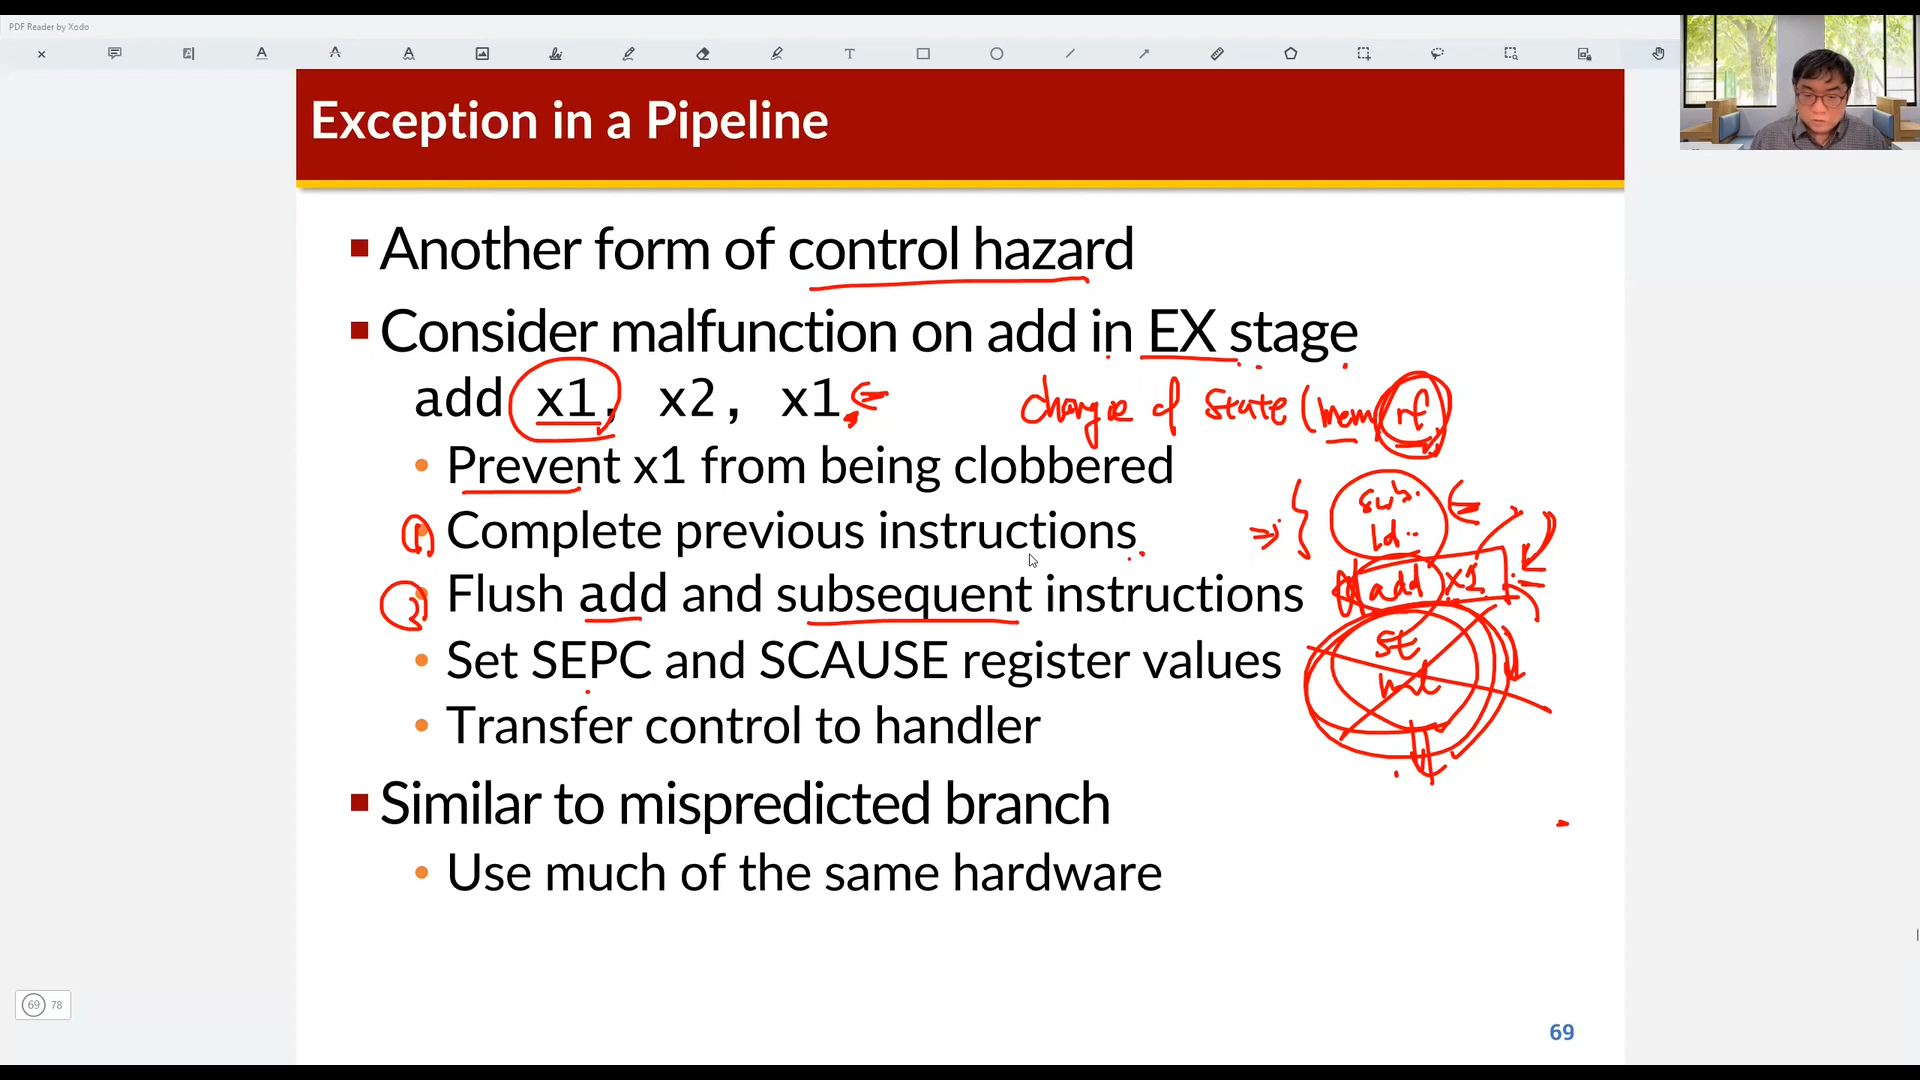 PDF Reader by Xodo
Exception in a Pipeline
Another form of control hazard
Consider malfunction on add in EX stage
add x1, x2, x1
change of state (mem rf
Prevent x1 from being clobbered
sub.
1 Complete previous instructions
ld..
2 Flush add and subsequent instructions
add x1
st
Set SEPC and SCAUSE register values
Transfer control to handler
Similar to mispredicted branch
Use much of the same hardware
69 78
69